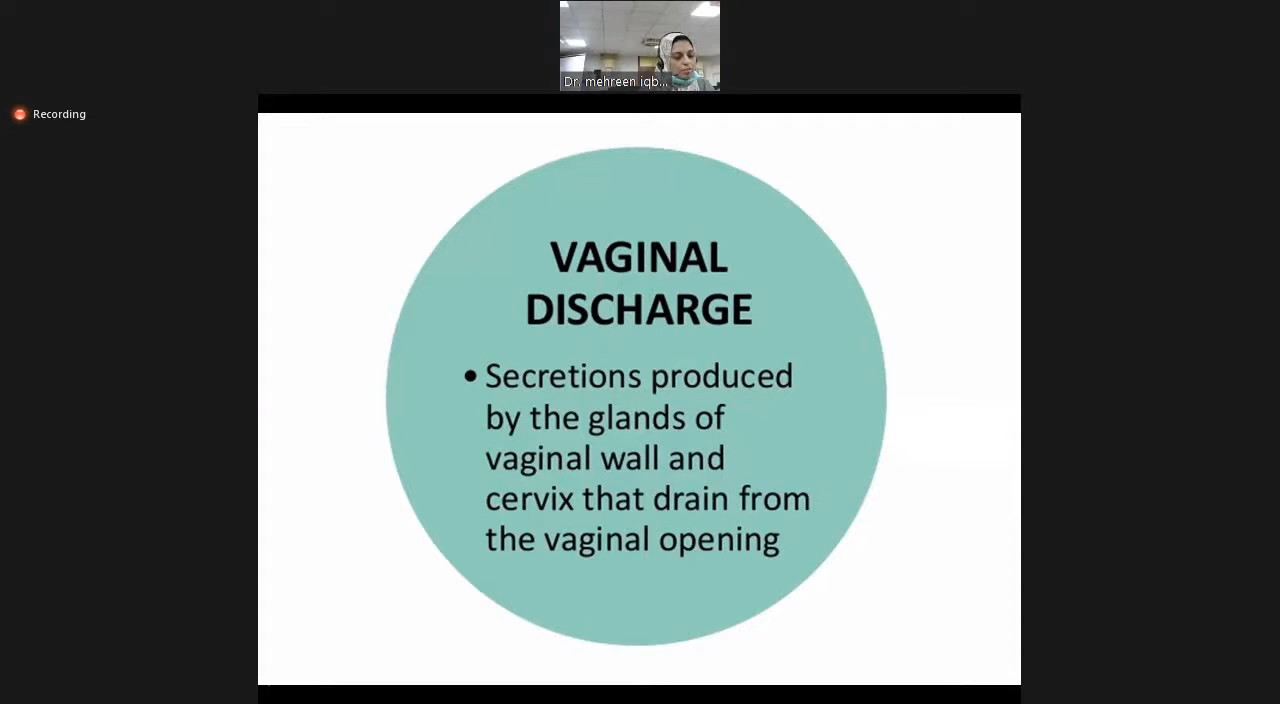 Dr. mehreen iqb...
Recording
VAGINAL
DISCHARGE
• Secretions produced
by the glands of
vaginal wall and
cervix that drain from
the vaginal opening